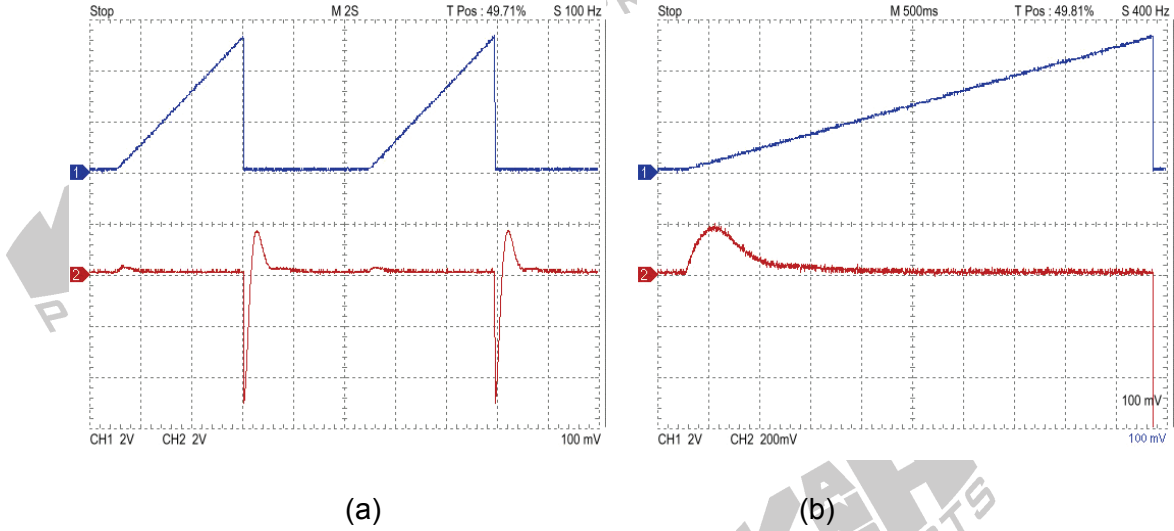 Stop M 2S T Pos : 49.71% S 100 Hz
1
2
CH1 2V CH2 2V 100 mV
(a)
Stop M 500ms T Pos : 49.81% S 400 Hz
1
2
100 mV
CH1 2V CH2 200mV 100 mV
(b)